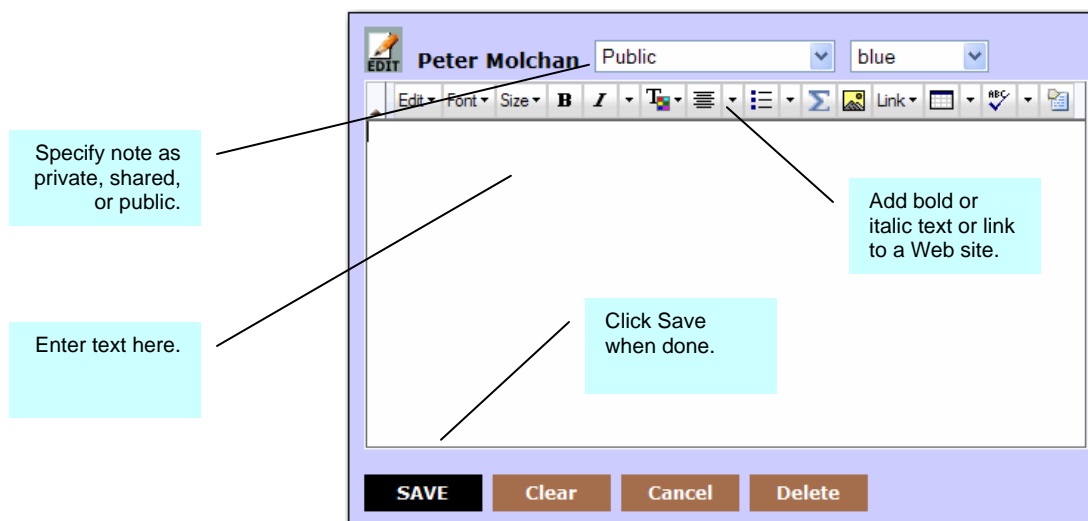 EDIT
Peter Molchan
Public
blue
Edit Font Size B I Link ABC
Specify note as
private, shared,
or public.
Add bold or
italic text or link
to a Web site.
Enter text here.
Click Save
when done.
SAVE Clear Cancel Delete